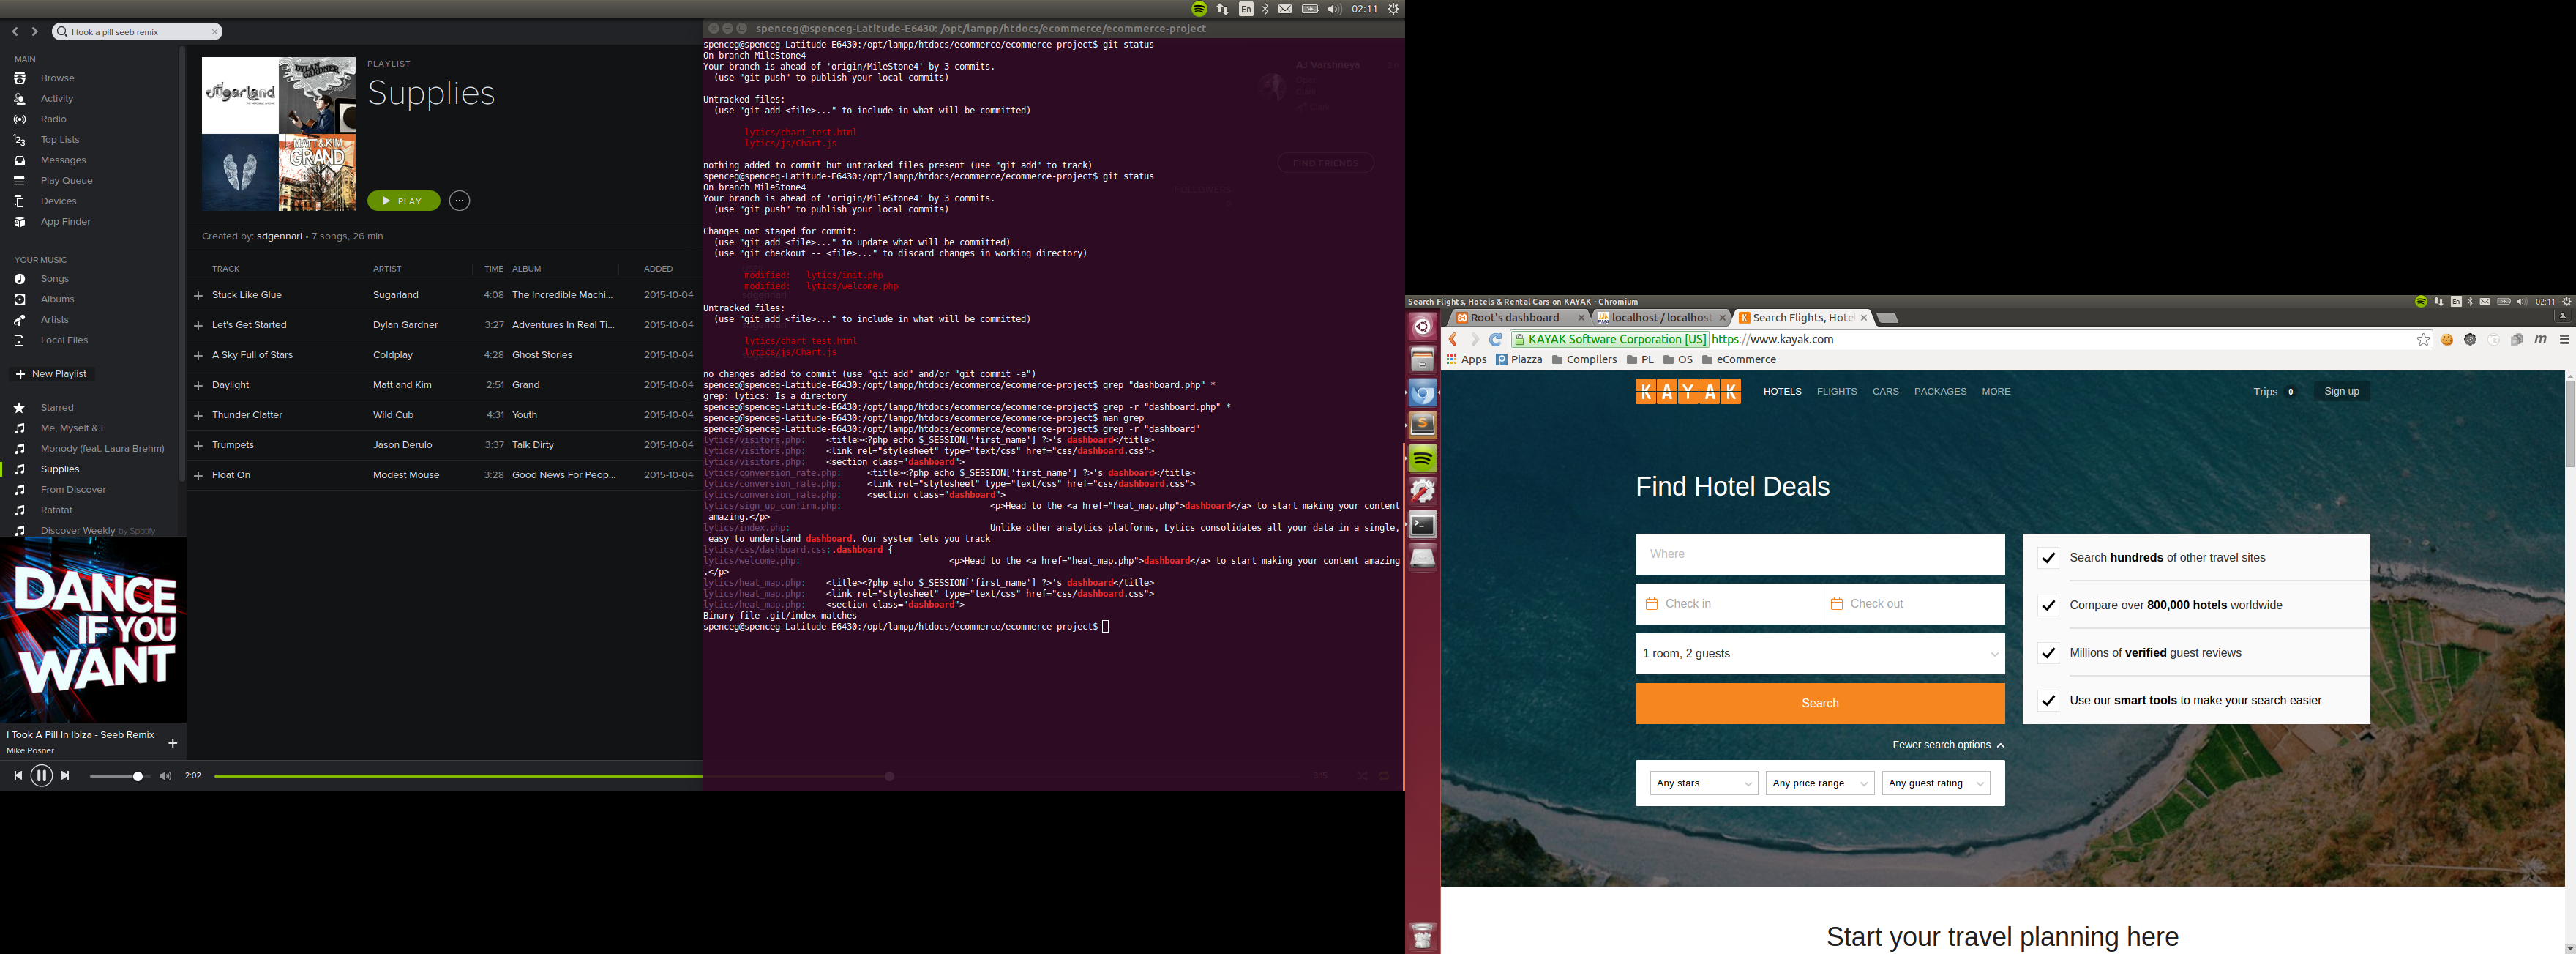 En
02:11
I took a pill seeb remix
MAIN
Browse
Activity
Radio
Top Lists
Messages
Play Queue
Devices
App Finder
YOUR MUSIC
Songs
Albums
Artists
Local Files
New Playlist
Starred
Me, Myself & I
Monody (feat. Laura Brehm)
Supplies
From Discover
Ratatat
Discover Weekly by Spotify
DANCE
IF YOU
WANT
I Took A Pill In Ibiza - Seeb Remix
Mike Posner
2:02
Sugarland
DYLAN GARDNER
MATT & KIM
GRAND
PLAYLIST
Supplies
PLAY
Created by: sdgennari • 7 songs, 26 min
TRACK ARTIST TIME ALBUM ADDED
Stuck Like Glue Sugarland 4:08 The Incredible Machi... 2015-10-04
Let's Get Started Dylan Gardner 3:27 Adventures In Real Ti... 2015-10-04
A Sky Full of Stars Coldplay 4:28 Ghost Stories 2015-10-04
Daylight Matt and Kim 2:51 Grand 2015-10-04
Thunder Clatter Wild Cub 4:31 Youth 2015-10-04
Trumpets Jason Derulo 3:37 Talk Dirty 2015-10-04
Float On Modest Mouse 3:28 Good News For Peop... 2015-10-04
spenceg@spenceg-Latitude-E6430: /opt/lampp/htdocs/ecommerce/ecommerce-project
spenceg@spenceg-Latitude-E6430:/opt/lampp/htdocs/ecommerce/ecommerce-project$ git status
On branch MileStone4
Your branch is ahead of 'origin/MileStone4' by 3 commits.
(use "git push" to publish your local commits)
Untracked files:
(use "git add <file>..." to include in what will be committed)
lytics/chart_test.html
lytics/js/Chart.js
nothing added to commit but untracked files present (use "git add" to track)
spenceg@spenceg-Latitude-E6430:/opt/lampp/htdocs/ecommerce/ecommerce-project$ git status
On branch MileStone4
Your branch is ahead of 'origin/MileStone4' by 3 commits.
(use "git push" to publish your local commits)
Changes not staged for commit:
(use "git add <file>..." to update what will be committed)
(use "git checkout -- <file>..." to discard changes in working directory)
modified: lytics/init.php
modified: lytics/welcome.php
Untracked files:
(use "git add <file>..." to include in what will be committed)
lytics/chart_test.html
lytics/js/Chart.js
no changes added to commit (use "git add" and/or "git commit -a")
spenceg@spenceg-Latitude-E6430:/opt/lampp/htdocs/ecommerce/ecommerce-project$ grep "dashboard.php" *
grep: lytics: Is a directory
spenceg@spenceg-Latitude-E6430:/opt/lampp/htdocs/ecommerce/ecommerce-project$ grep -r "dashboard.php" *
spenceg@spenceg-Latitude-E6430:/opt/lampp/htdocs/ecommerce/ecommerce-project$ man grep
spenceg@spenceg-Latitude-E6430:/opt/lampp/htdocs/ecommerce/ecommerce-project$ grep -r "dashboard"
lytics/visitors.php: <title><?php echo $_SESSION['first_name'] ?>'s dashboard</title>
lytics/visitors.php: <link rel="stylesheet" type="text/css" href="css/dashboard.css">
lytics/visitors.php: <section class="dashboard">
lytics/conversion_rate.php: <title><?php echo $_SESSION['first_name'] ?>'s dashboard</title>
lytics/conversion_rate.php: <link rel="stylesheet" type="text/css" href="css/dashboard.css">
lytics/conversion_rate.php: <section class="dashboard">
lytics/sign_up_confirm.php: <p>Head to the <a href="heat_map.php">dashboard</a> to start making your content
amazing.</p>
lytics/index.php: Unlike other analytics platforms, Lytics consolidates all your data in a single,
easy to understand dashboard. Our system lets you track
lytics/css/dashboard.css:.dashboard {
lytics/welcome.php: <p>Head to the <a href="heat_map.php">dashboard</a> to start making your content amazing
.</p>
lytics/heat_map.php: <title><?php echo $_SESSION['first_name'] ?>'s dashboard</title>
lytics/heat_map.php: <link rel="stylesheet" type="text/css" href="css/dashboard.css">
lytics/heat_map.php: <section class="dashboard">
Binary file .git/index matches
spenceg@spenceg-Latitude-E6430:/opt/lampp/htdocs/ecommerce/ecommerce-project$
AJ Varshneye
FIND FRIENDS
FOLLOWERS
Search Flights, Hotels & Rental Cars on KAYAK - Chromium
En
02:11
Root's dashboard
localhost / localhost
Search Flights, Hote
KAYAK Software Corporation [US] https://www.kayak.com
Apps Piazza Compilers PL OS eCommerce
KAYAK HOTELS FLIGHTS CARS PACKAGES MORE Trips 0 Sign up
Find Hotel Deals
Where
Check in Check out
1 room, 2 guests
Search
Fewer search options
Any stars Any price range Any guest rating
Search hundreds of other travel sites
Compare over 800,000 hotels worldwide
Millions of verified guest reviews
Use our smart tools to make your search easier
Start your travel planning here